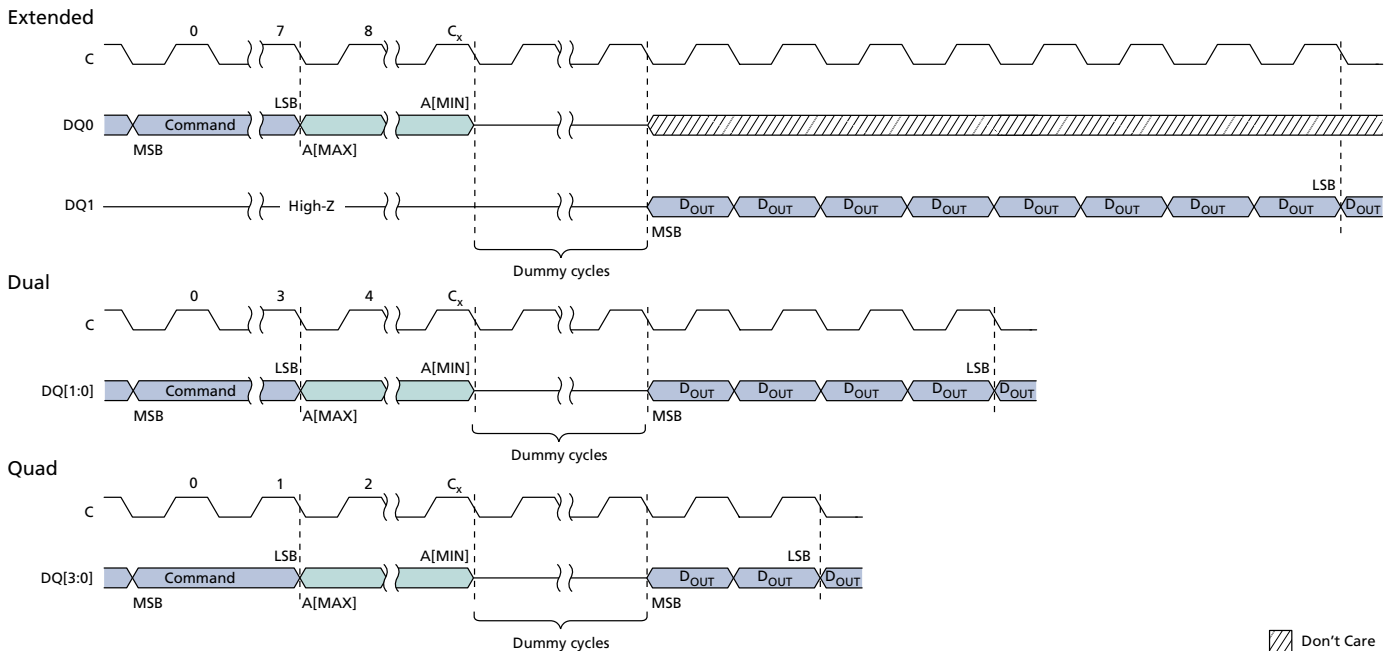 Extended
0 7 8 Cx
C
LSB A[MIN]
DQ0 Command
MSB A[MAX]
LSB
DQ1 High-Z DOUT DOUT DOUT DOUT DOUT DOUT DOUT DOUT DOUT
MSB
Dummy cycles
Dual
0 3 4 Cx
C
LSB A[MIN] LSB
DQ[1:0] Command DOUT DOUT DOUT DOUT DOUT
MSB A[MAX] MSB
Dummy cycles
Quad
0 1 2 Cx
C
LSB A[MIN] LSB
DQ[3:0] Command DOUT DOUT DOUT
MSB A[MAX] MSB
Dummy cycles
Don't Care